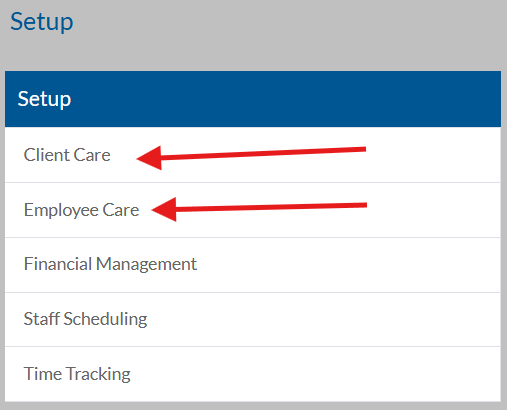 Setup
Setup
Client Care
Employee Care
Financial Management
Staff Scheduling
Time Tracking